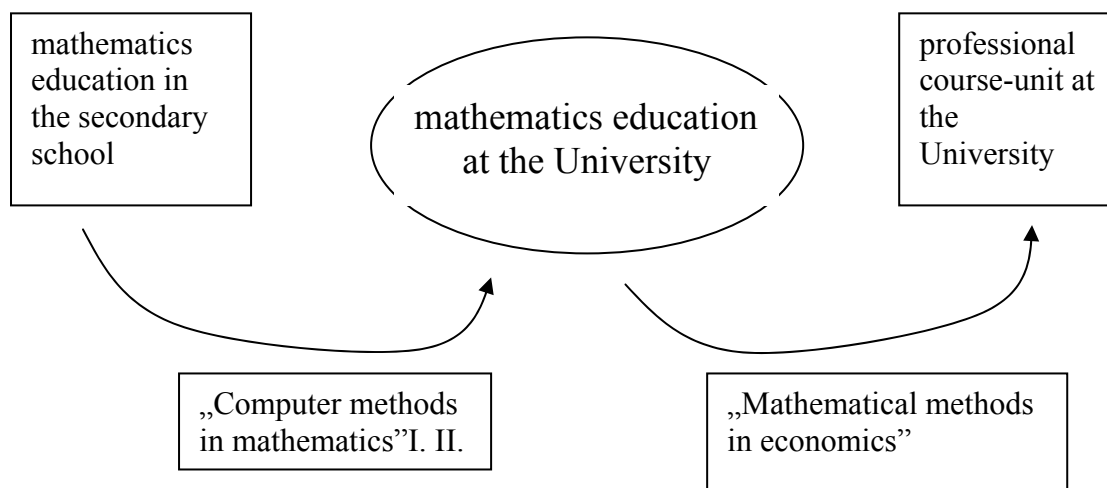 mathematics
education in
the secondary
school
mathematics education
at the University
professional
course-unit at
the
University
„Computer methods
in mathematics”I. II.
„Mathematical methods
in economics”